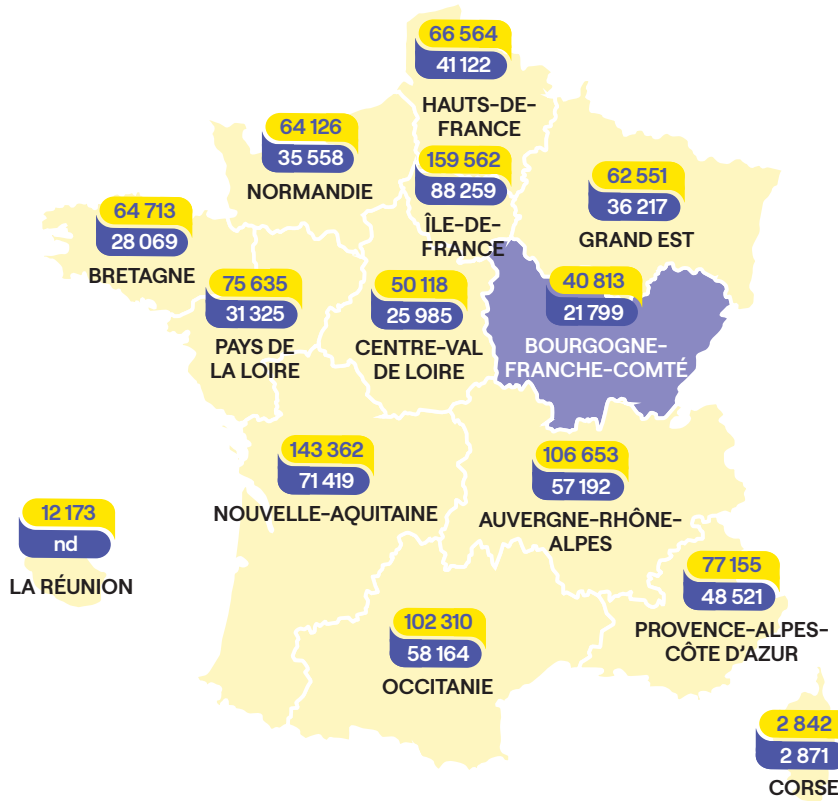 66 564
41 122
HAUTS-DE-
FRANCE
64 126
35 558
NORMANDIE
159 562
88 259
ÎLE-DE-
FRANCE
62 551
36 217
GRAND EST
64 713
28 069
BRETAGNE
75 635
31 325
PAYS DE
LA LOIRE
50 118
25 985
CENTRE-VAL
DE LOIRE
40 813
21 799
BOURGOGNE-
FRANCHE-COMTÉ
143 362
71 419
NOUVELLE-AQUITAINE
106 653
57 192
AUVERGNE-RHÔNE-
ALPES
12 173
nd
LA RÉUNION
77 155
48 521
PROVENCE-ALPES-
CÔTE D'AZUR
102 310
58 164
OCCITANIE
2 842
2 871
CORSE